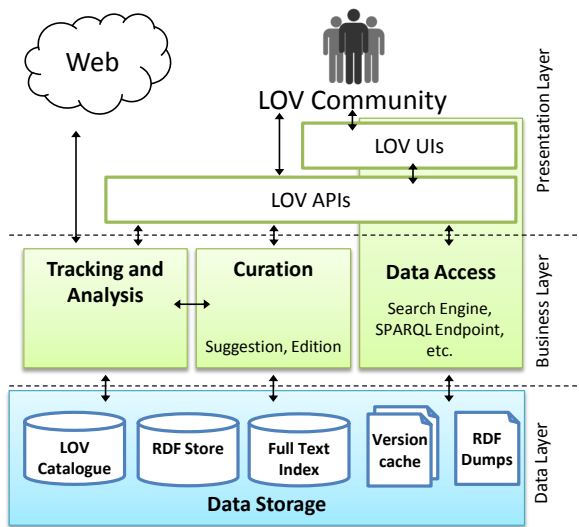 Web
LOV Community
LOV UIs
LOV APIs
Presentation Layer
Tracking and
Analysis
Curation
Suggestion, Edition
Data Access
Search Engine,
SPARQL Endpoint,
etc.
Business Layer
LOV
Catalogue
RDF Store
Full Text
Index
Version
cache
RDF
Dumps
Data Storage
Data Layer